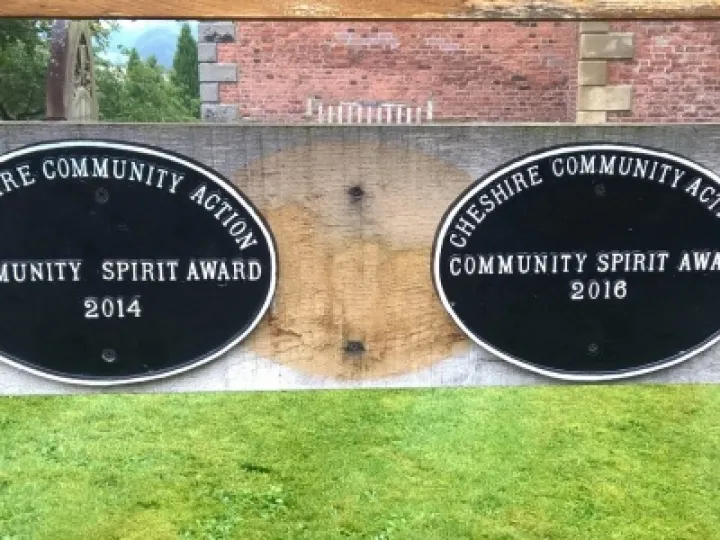 RE COMMUNITY ACTION
MUNITY SPIRIT AWARD
2014
CHESHIRE COMMUNITY ACTI
COMMUNITY SPIRIT AWA
2016